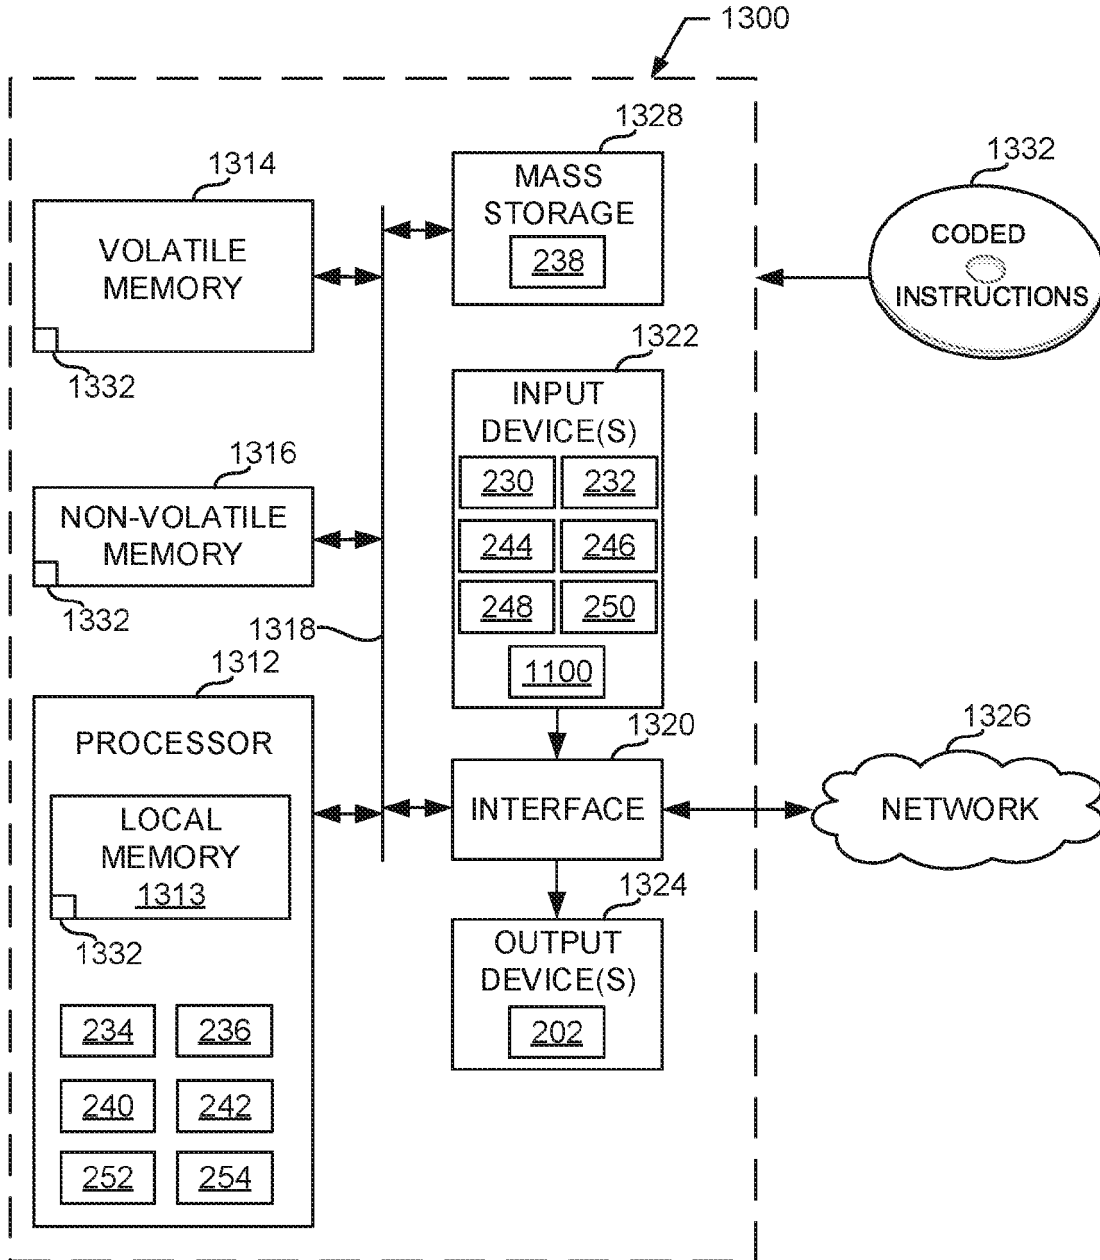 1300
1314
VOLATILE
MEMORY
1332
1316
NON-VOLATILE
MEMORY
1332
1318
1312
PROCESSOR
LOCAL
MEMORY
1313
1332
234 236
240 242
252 254
1328
MASS
STORAGE
238
1322
INPUT
DEVICE(S)
230 232
244 246
248 250
1100
1320
INTERFACE
1324
OUTPUT
DEVICE(S)
202
1332
CODED
INSTRUCTIONS
1326
NETWORK